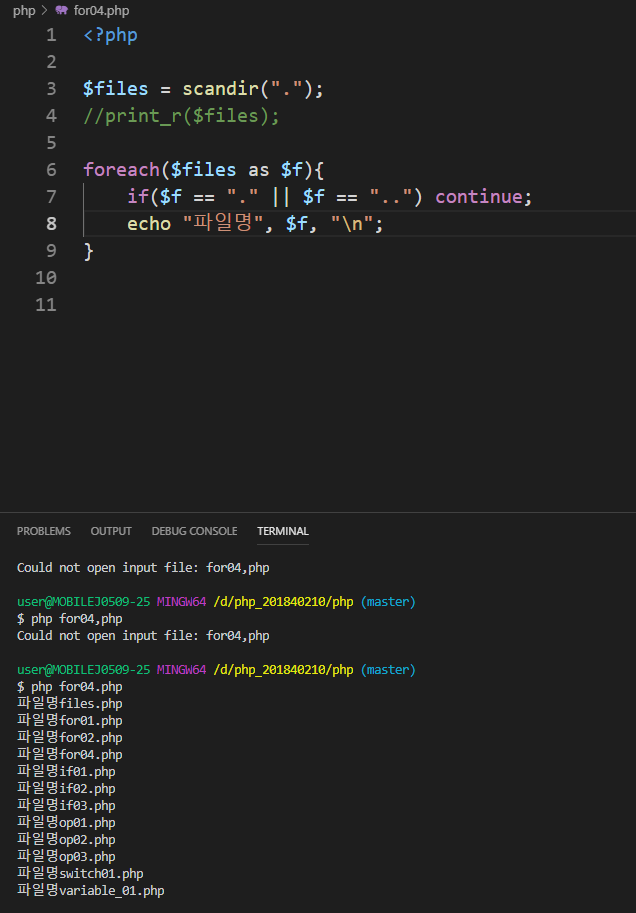 php > for04.php
1 <?php
2
3 $files = scandir(".");
4 //print_r($files);
5
6 foreach($files as $f){
7     if($f == "." || $f == "..") continue;
8     echo "파일명", $f, "\n";
9 }
10
11
PROBLEMS OUTPUT DEBUG CONSOLE TERMINAL
Could not open input file: for04,php
user@MOBILEJ0509-25 MINGW64 /d/php_201840210/php (master)
$ php for04,php
Could not open input file: for04,php
user@MOBILEJ0509-25 MINGW64 /d/php_201840210/php (master)
$ php for04.php
파일명files.php
파일명for01.php
파일명for02.php
파일명for04.php
파일명if01.php
파일명if02.php
파일명if03.php
파일명op01.php
파일명op02.php
파일명op03.php
파일명switch01.php
파일명variable_01.php